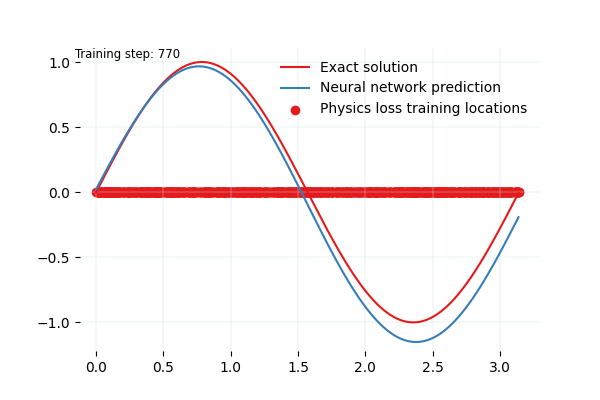 Training step: 770
Exact solution
Neural network prediction
Physics loss training locations
1.0
0.5
0.0
−0.5
−1.0
0.0 0.5 1.0 1.5 2.0 2.5 3.0